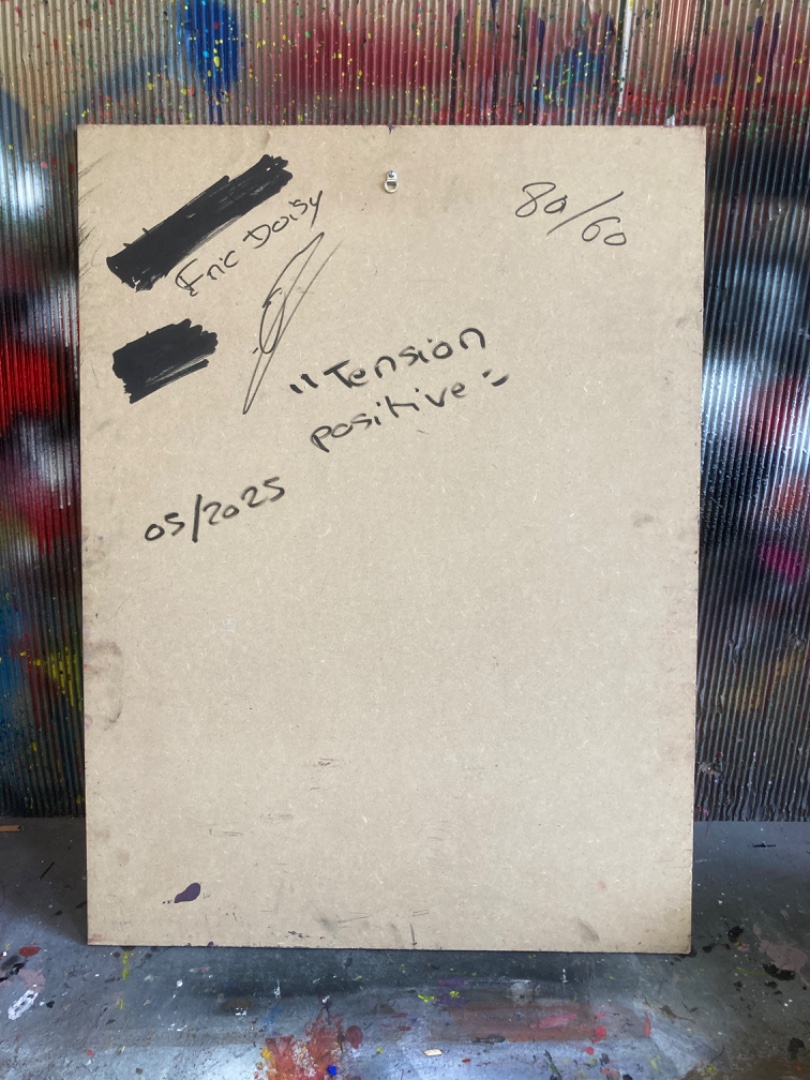 Eric Doisy
80/60
"Tension
positive"
05/2025